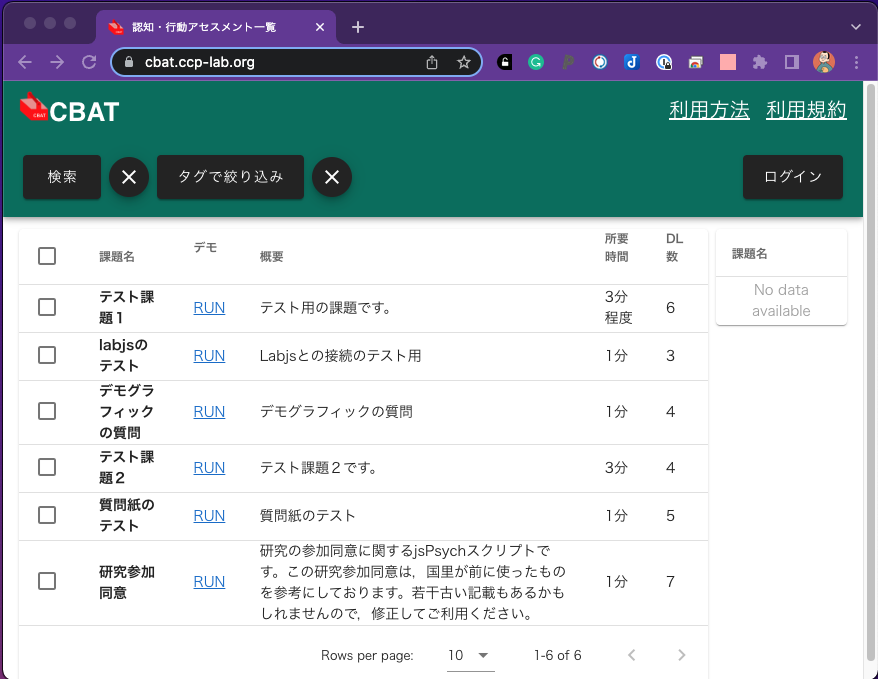 認知・行動アセスメント一覧
cbat.ccp-lab.org
CBAT
利用方法 利用規約
検索 タグで絞り込み ログイン
課題名 デモ 概要 所要時間 DL数
課題名
No data
available
テスト課題１ RUN テスト用の課題です。 3分程度 6
labjsのテスト RUN Labjsとの接続のテスト用 1分 3
デモグラフィックの質問 RUN デモグラフィックの質問 1分 4
テスト課題２ RUN テスト課題２です。 3分 4
質問紙のテスト RUN 質問紙のテスト 1分 5
研究参加同意 RUN 研究の参加同意に関するjsPsychスクリプトで
す。この研究参加同意は，国里が前に使ったもの
を参考にしております。若干古い記載もあるかも
しれませんので，修正してご利用ください。 1分 7
Rows per page: 10 1-6 of 6